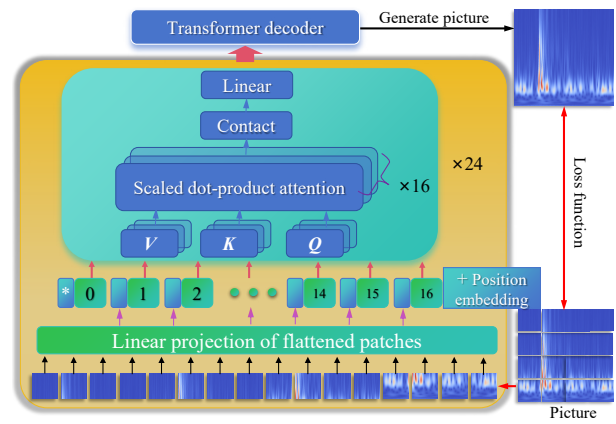 Transformer decoder
Generate picture
Linear
Contact
Scaled dot-product attention
×16
×24
V K Q
Loss function
* 0 1 2 14 15 16
+ Position
embedding
Linear projection of flattened patches
Picture